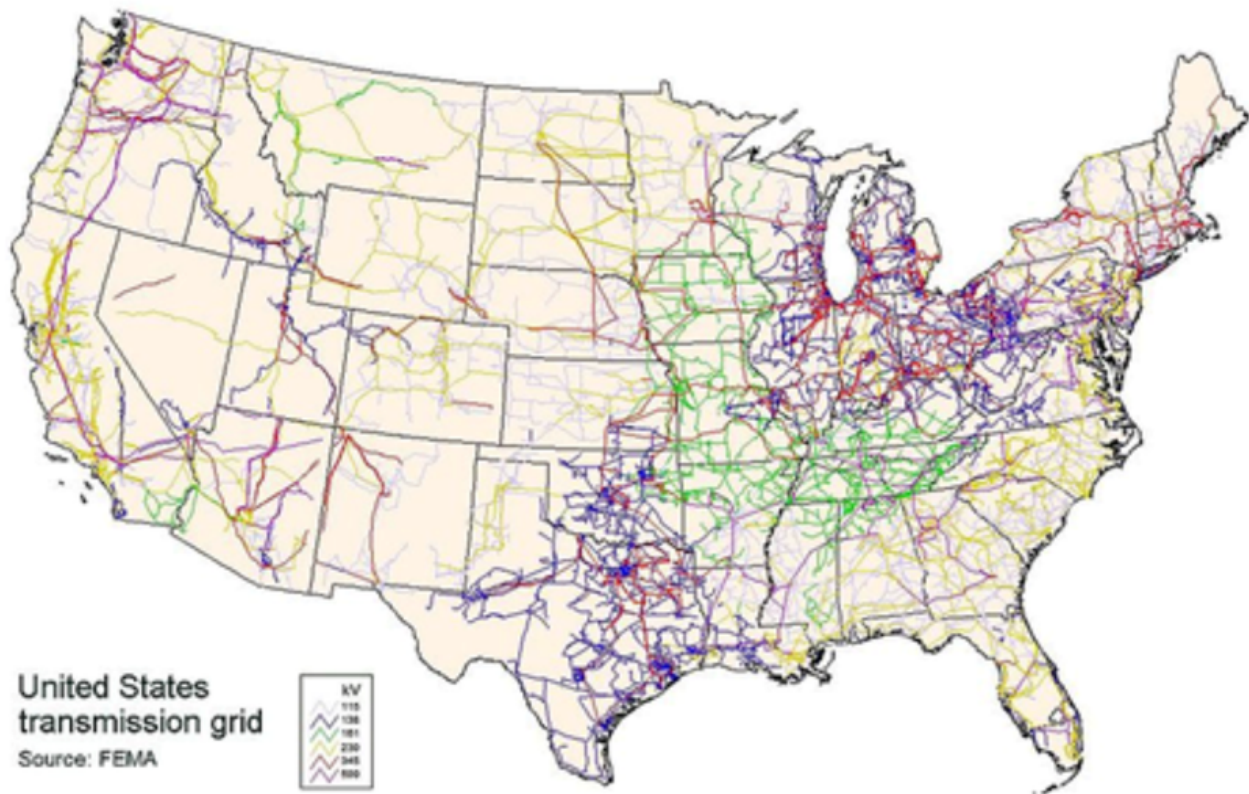 United States
transmission grid
Source: FEMA
kV
115
138
161
230
345
500